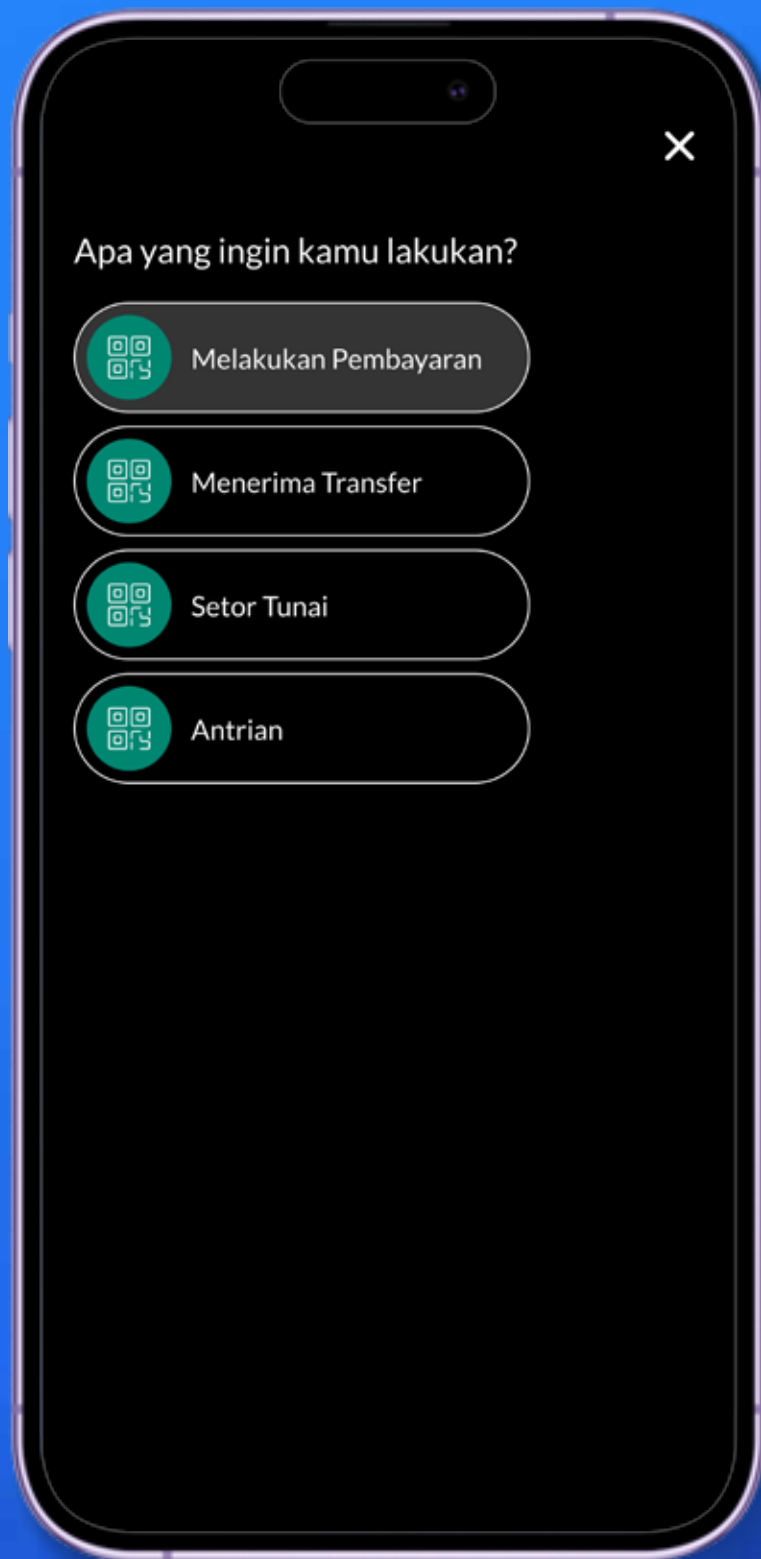 Apa yang ingin kamu lakukan?
Melakukan Pembayaran
Menerima Transfer
Setor Tunai
Antrian